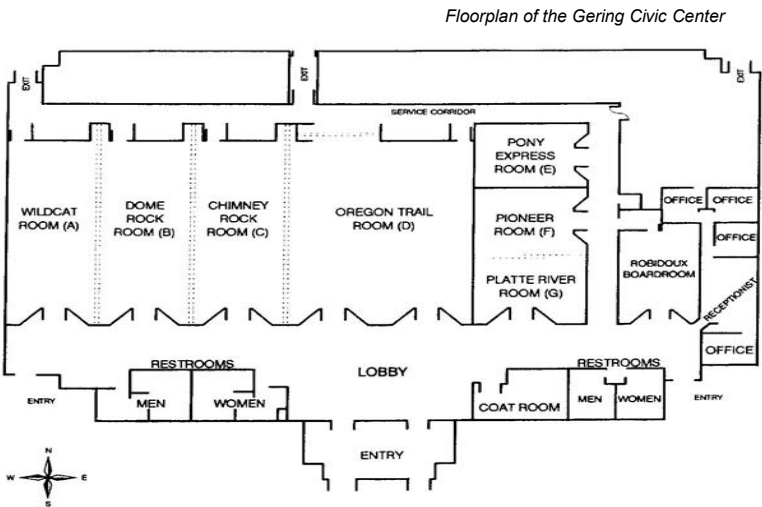 Floorplan of the Gering Civic Center
EXIT
EXIT
EXIT
SERVICE CORRIDOR
PONY
EXPRESS
ROOM (E)
WILDCAT
ROOM (A)
DOME
ROCK
ROOM (B)
CHIMNEY
ROCK
ROOM (C)
OREGON TRAIL
ROOM (D)
PIONEER
ROOM (F)
PLATTE RIVER
ROOM (G)
OFFICE
OFFICE
OFFICE
ROBIDOUX
BOARDROOM
RECEPTIONIST
OFFICE
RESTROOMS
LOBBY
RESTROOMS
ENTRY
MEN
WOMEN
COAT ROOM
MEN
WOMEN
ENTRY
ENTRY
N
W
E
S